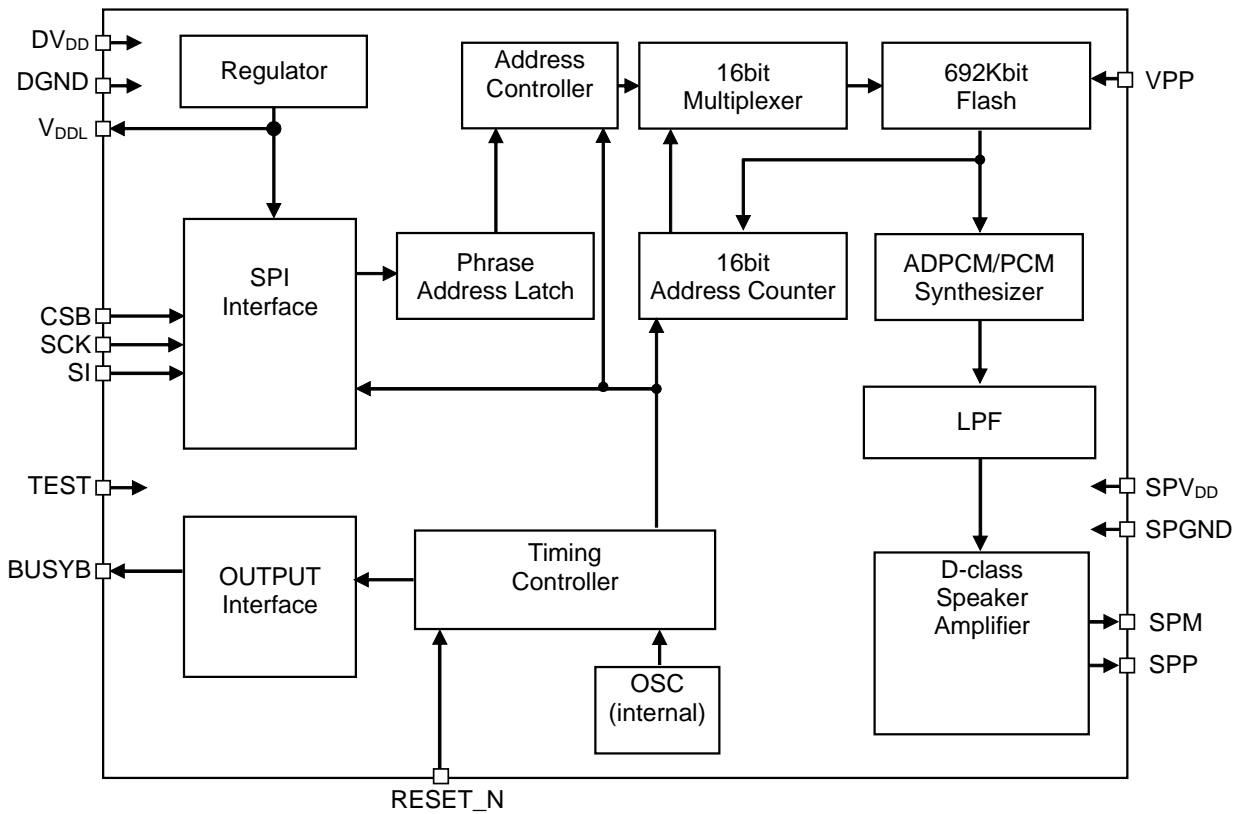 DVDD
DGND
VDDL
Regulator
Address
Controller
16bit
Multiplexer
692Kbit
Flash
VPP
SPI
Interface
Phrase
Address Latch
16bit
Address Counter
ADPCM/PCM
Synthesizer
CSB
SCK
SI
LPF
TEST
SPVDD
SPGND
BUSYB
OUTPUT
Interface
Timing
Controller
D-class
Speaker
Amplifier
SPM
SPP
OSC
(internal)
RESET_N